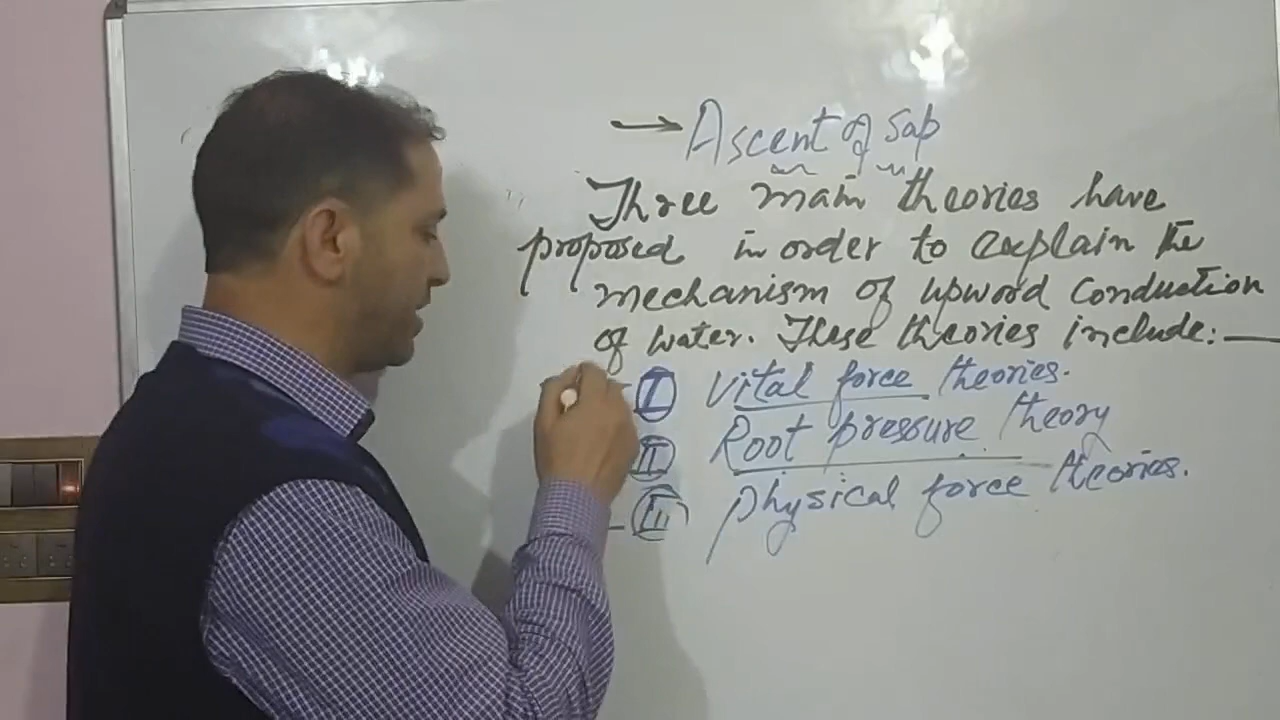 → Ascent of Sap
Three main theories have
proposed in order to explain the
mechanism of upword conduction
of water. These theories include:—
I Vital force theories.
II Root pressure theory
III physical force theories.